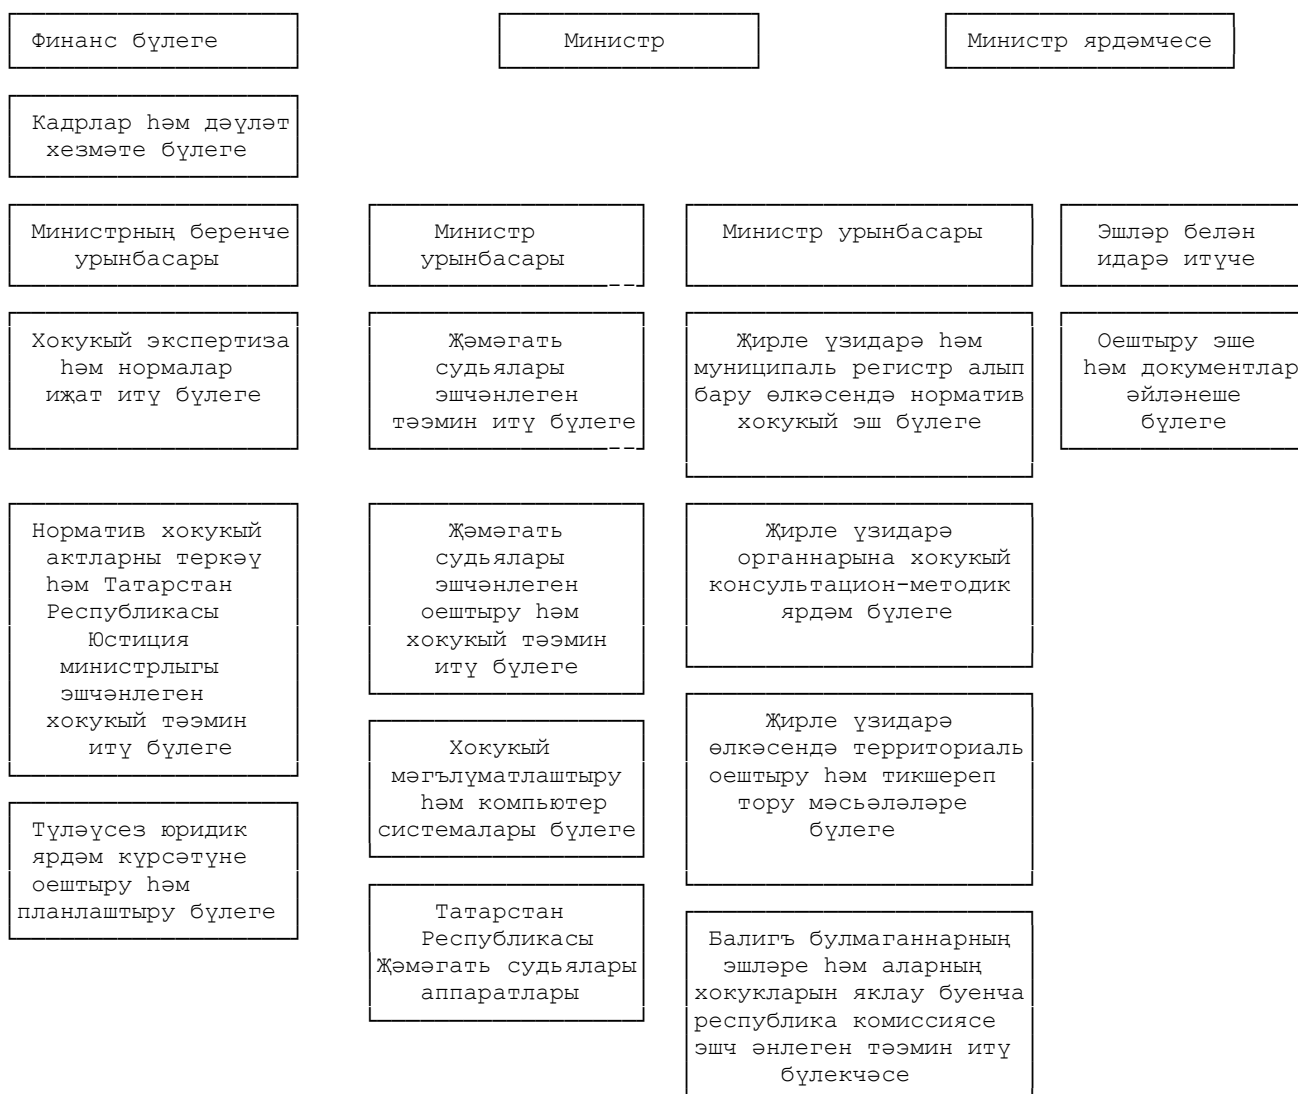 Финанс бүлеге
Министр
Министр ярдәмчесе
Кадрлар һәм дәүләт
хезмәте бүлеге
Министрның беренче
урынбасары
Министр
урынбасары
Министр урынбасары
Эшләр белән
идарә итүче
Хокукый экспертиза
һәм нормалар
иҗат итү бүлеге
Җәмәгать
судьялары
эшчәнлеген
тәэмин итү бүлеге
Җирле үзидарә һәм
муниципаль регистр алып
бару өлкәсендә норматив
хокукый эш бүлеге
Оештыру эше
һәм документлар
әйләнеше
бүлеге
Норматив хокукый
актларны теркәү
һәм Татарстан
Республикасы
Юстиция
министрлыгы
эшчәнлеген
хокукый тәэмин
итү бүлеге
Җәмәгать
судьялары
эшчәнлеген
оештыру һәм
хокукый тәэмин
итү бүлеге
Җирле үзидарә
органнарына хокукый
консультацион-методик
ярдәм бүлеге
Хокукый
мәгълүматлаштыру
һәм компьютер
системалары бүлеге
Җирле үзидарә
өлкәсендә территориаль
оештыру һәм тикшереп
тору мәсьәләләре
бүлеге
Түләүсез юридик
ярдәм күрсәтүне
оештыру һәм
планлаштыру бүлеге
Татарстан
Республикасы
Җәмәгать судьялары
аппаратлары
Балигъ булмаганнарның
эшләре һәм аларның
хокукларын яклау буенча
республика комиссиясе
эшч әнлеген тәэмин итү
бүлекчәсе